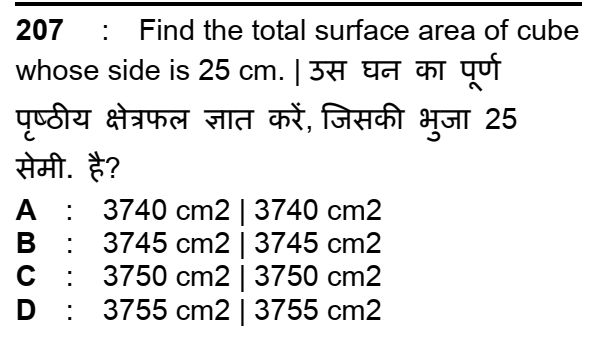 207 : Find the total surface area of cube
whose side is 25 cm. | उस घन का पूर्ण
पृष्ठीय क्षेत्रफल ज्ञात करें, जिसकी भुजा 25
सेमी. है?
A : 3740 cm2 | 3740 cm2
B : 3745 cm2 | 3745 cm2
C : 3750 cm2 | 3750 cm2
D : 3755 cm2 | 3755 cm2